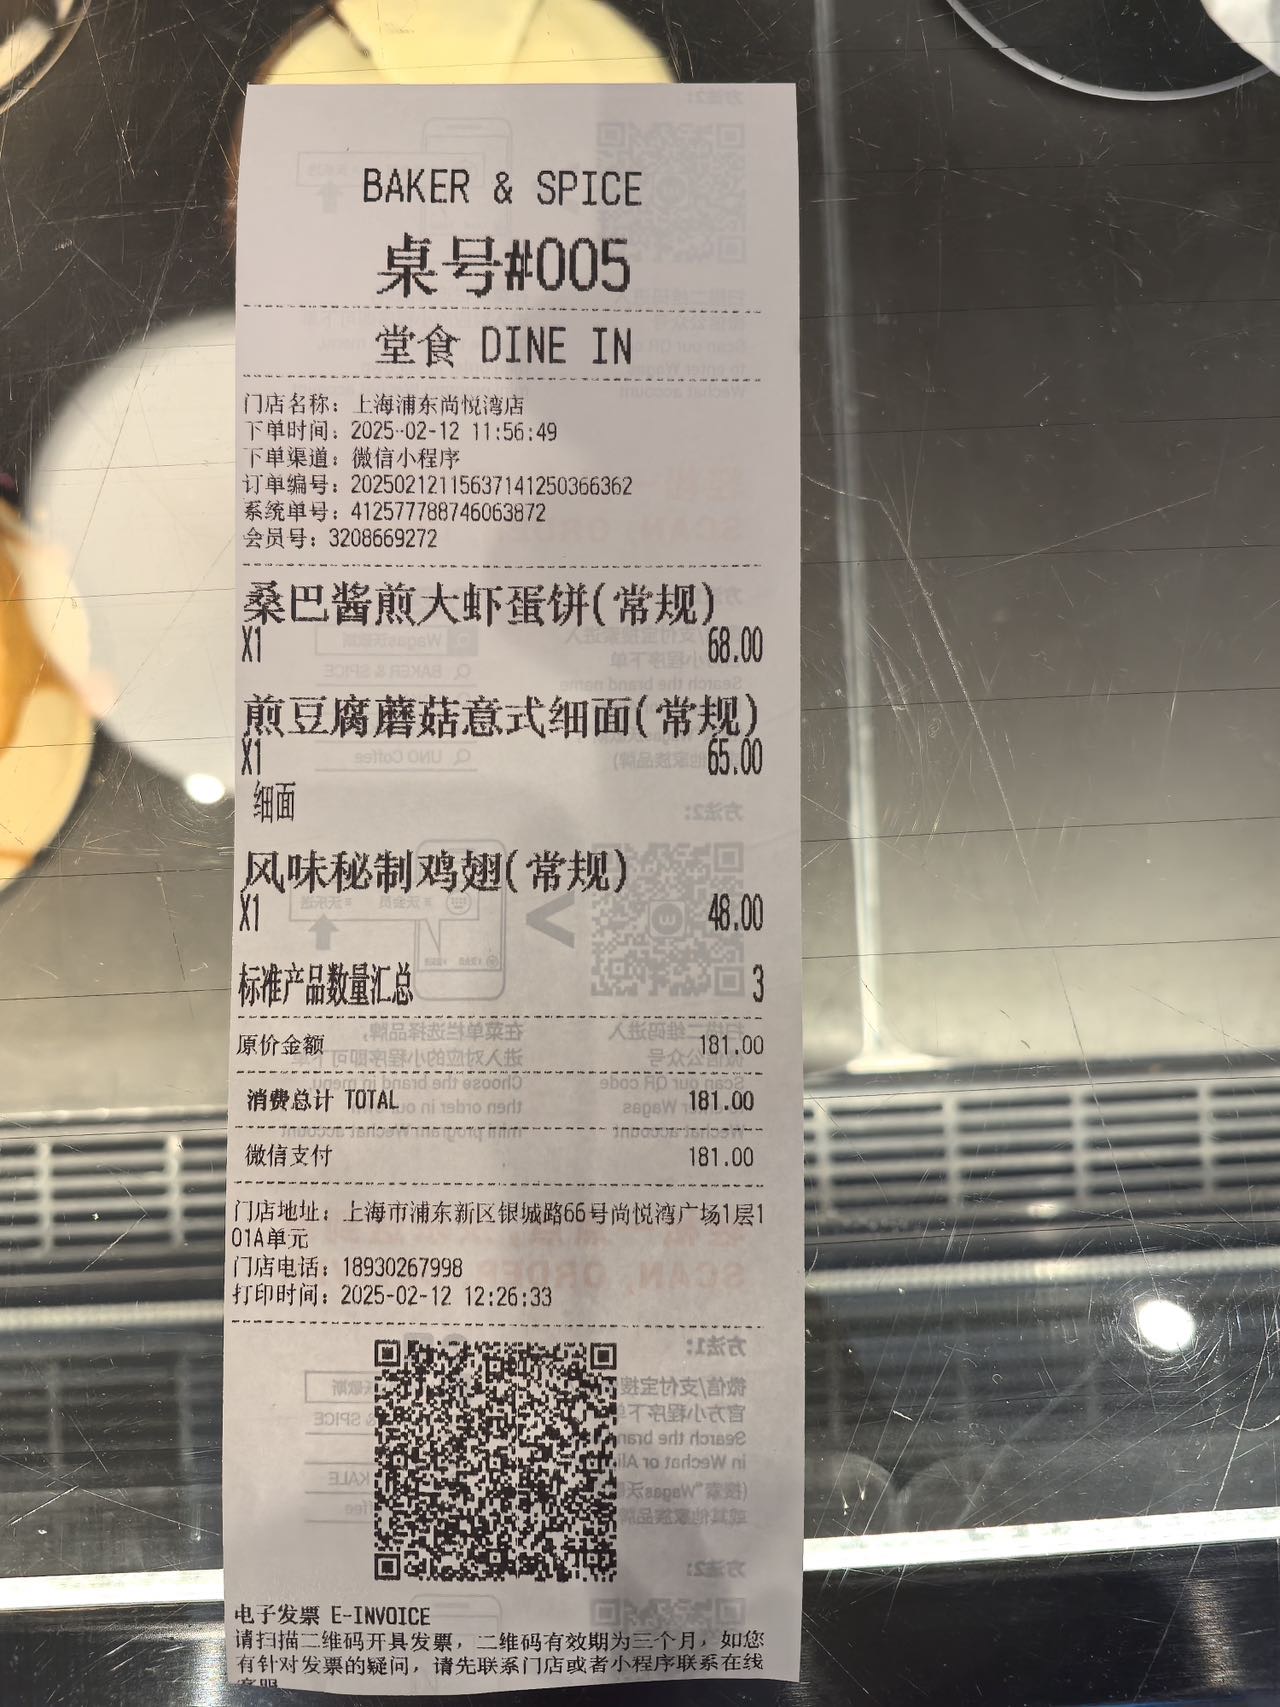 BAKER & SPICE
桌号#005
堂食 DINE IN
门店名称：上海浦东尚悦湾店
下单时间：2025-02-12 11:56:49
下单渠道：微信小程序
订单编号：20250212115637141250366362
系统单号：412577788746063872
会员号：3208669272
桑巴酱煎大虾蛋饼(常规)
X1 68.00
煎豆腐蘑菇意式细面(常规)
X1 65.00
细面
风味秘制鸡翅(常规)
X1 48.00
标准产品数量汇总 3
原价金额 181.00
消费总计 TOTAL 181.00
微信支付 181.00
门店地址：上海市浦东新区银城路66号尚悦湾广场1层1
01A单元
门店电话：18930267998
打印时间：2025-02-12 12:26:33
电子发票 E-INVOICE
请扫描二维码开具发票，二维码有效期为三个月，如您
有针对发票的疑问，请先联系门店或者小程序联系在线